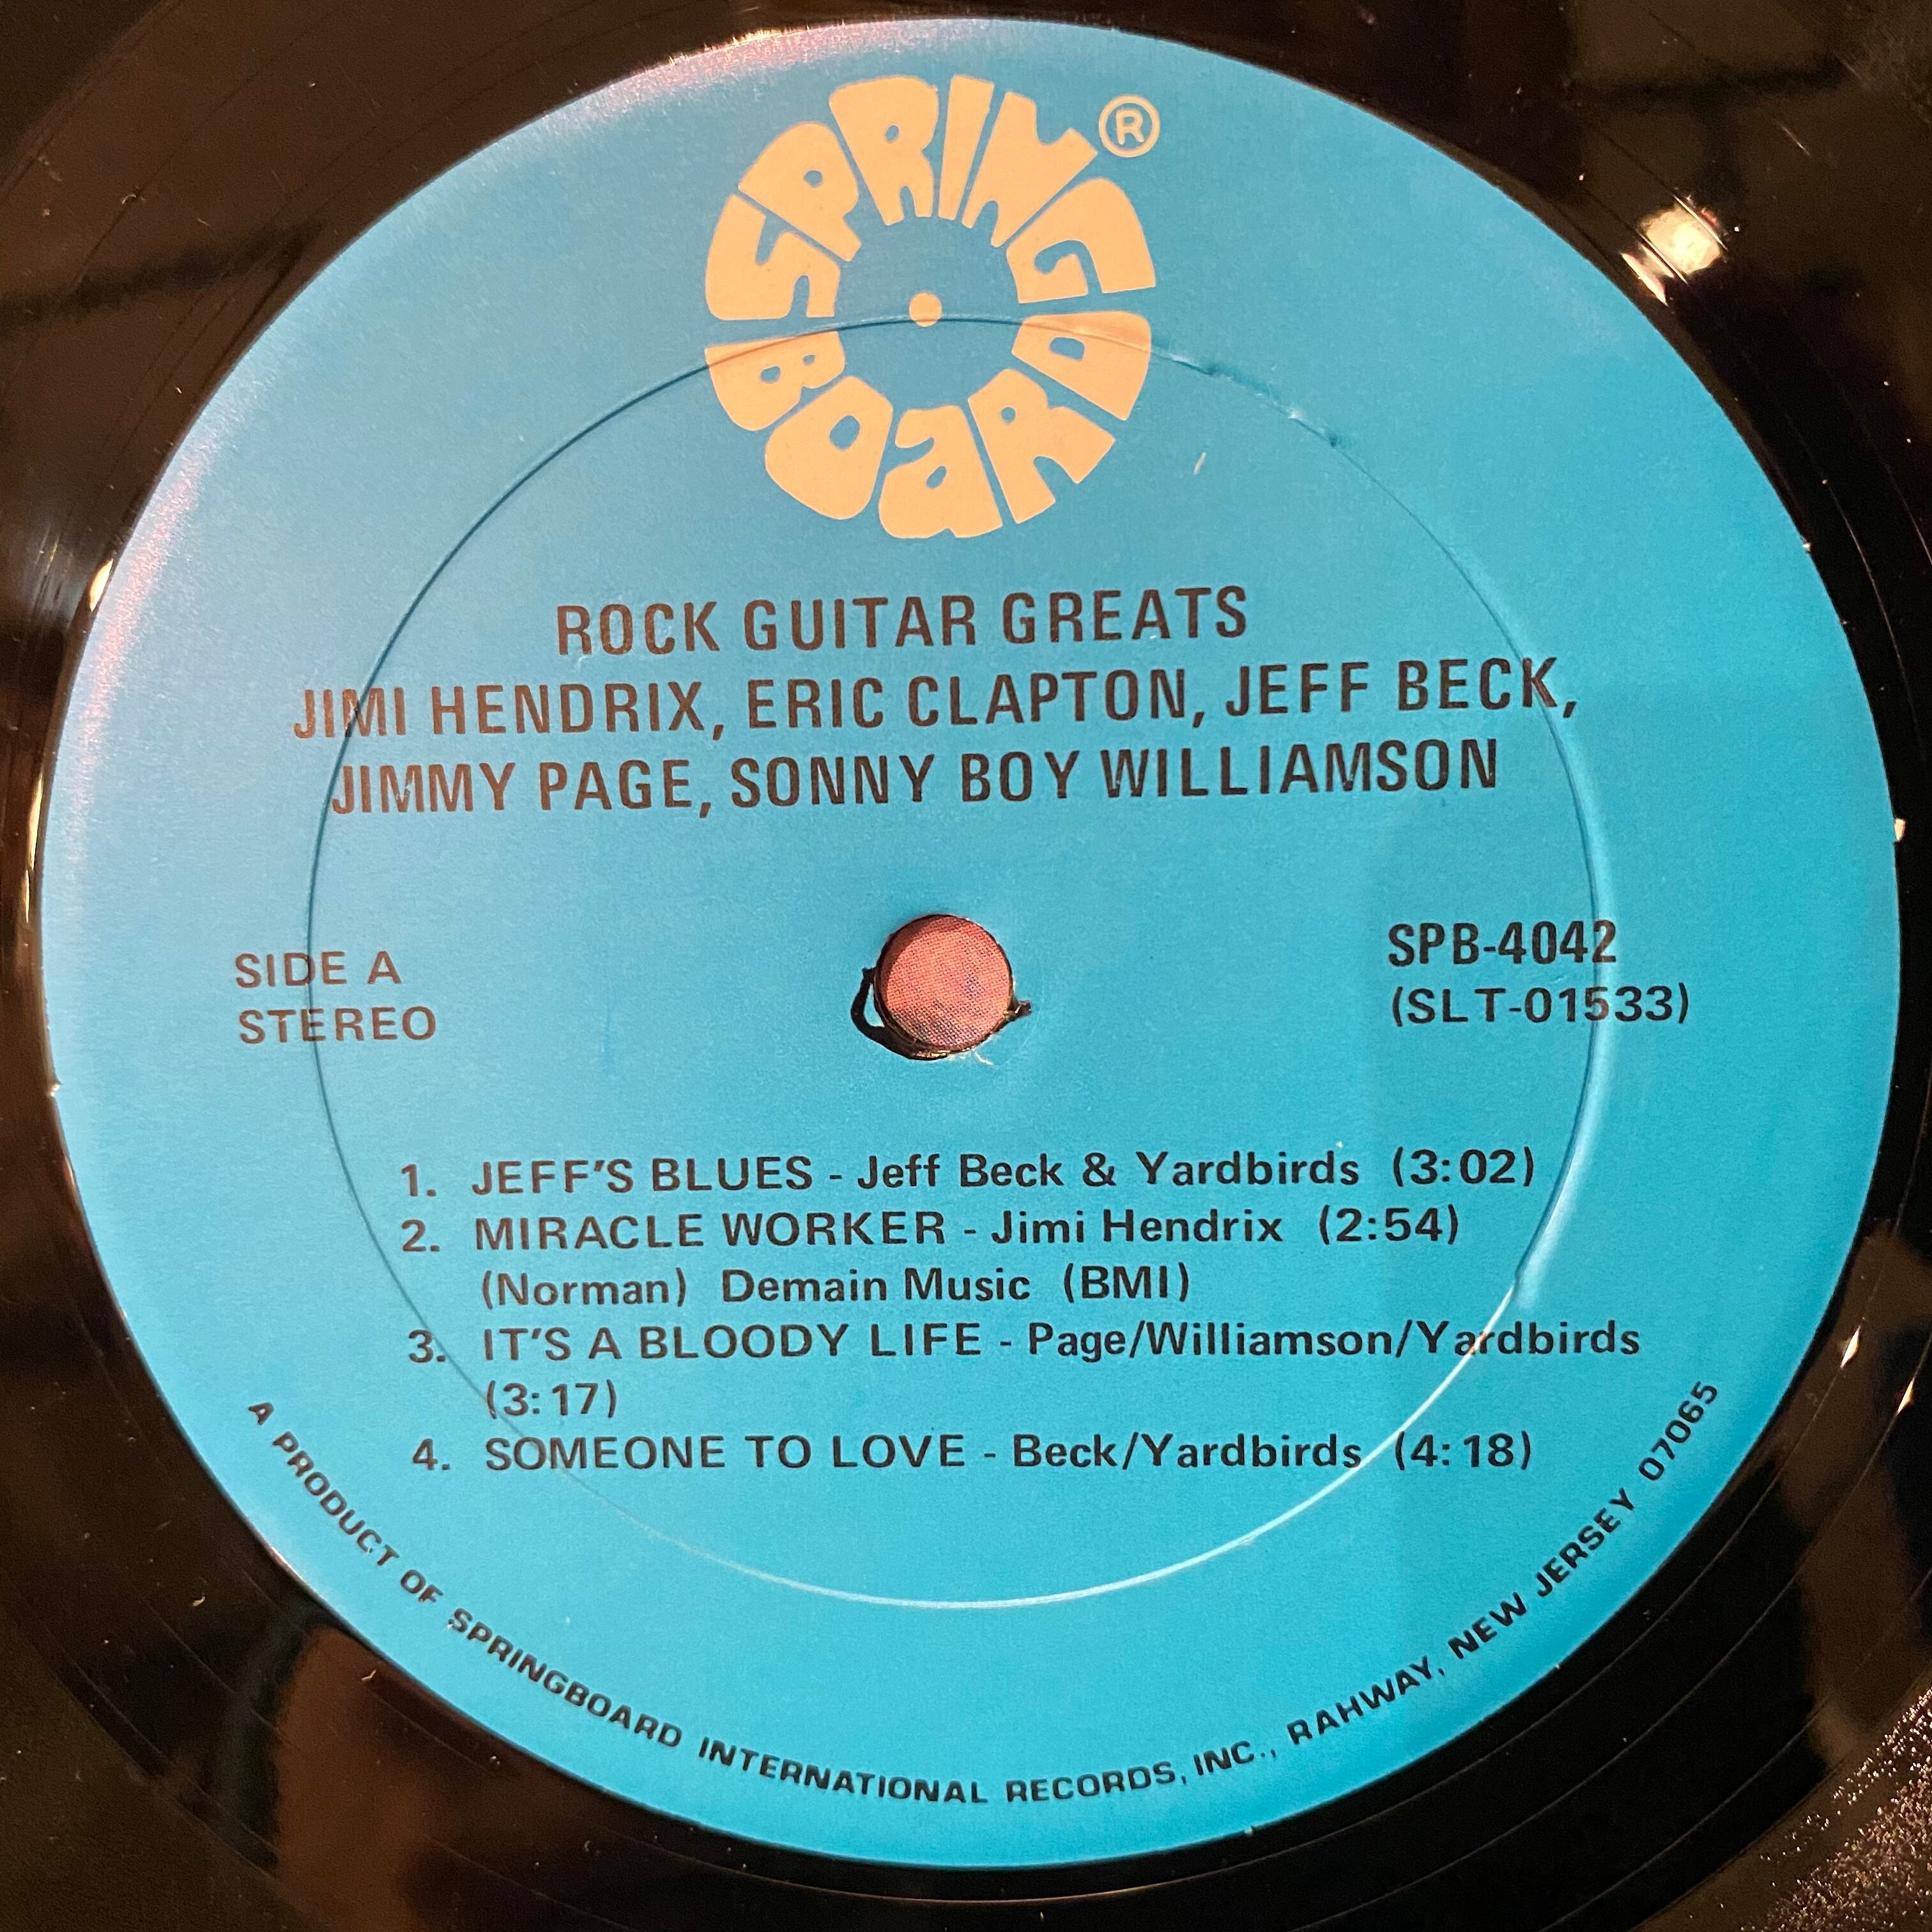 SPRING ®
BOARD
ROCK GUITAR GREATS
JIMI HENDRIX, ERIC CLAPTON, JEFF BECK,
JIMMY PAGE, SONNY BOY WILLIAMSON
SIDE A
STEREO
SPB-4042
(SLT-01533)
1. JEFF'S BLUES - Jeff Beck & Yardbirds (3:02)
2. MIRACLE WORKER - Jimi Hendrix (2:54)
(Norman) Demain Music (BMI)
3. IT'S A BLOODY LIFE - Page/Williamson/Yardbirds
(3:17)
4. SOMEONE TO LOVE - Beck/Yardbirds (4:18)
A PRODUCT OF SPRINGBOARD INTERNATIONAL RECORDS, INC., RAHWAY, NEW JERSEY 07065